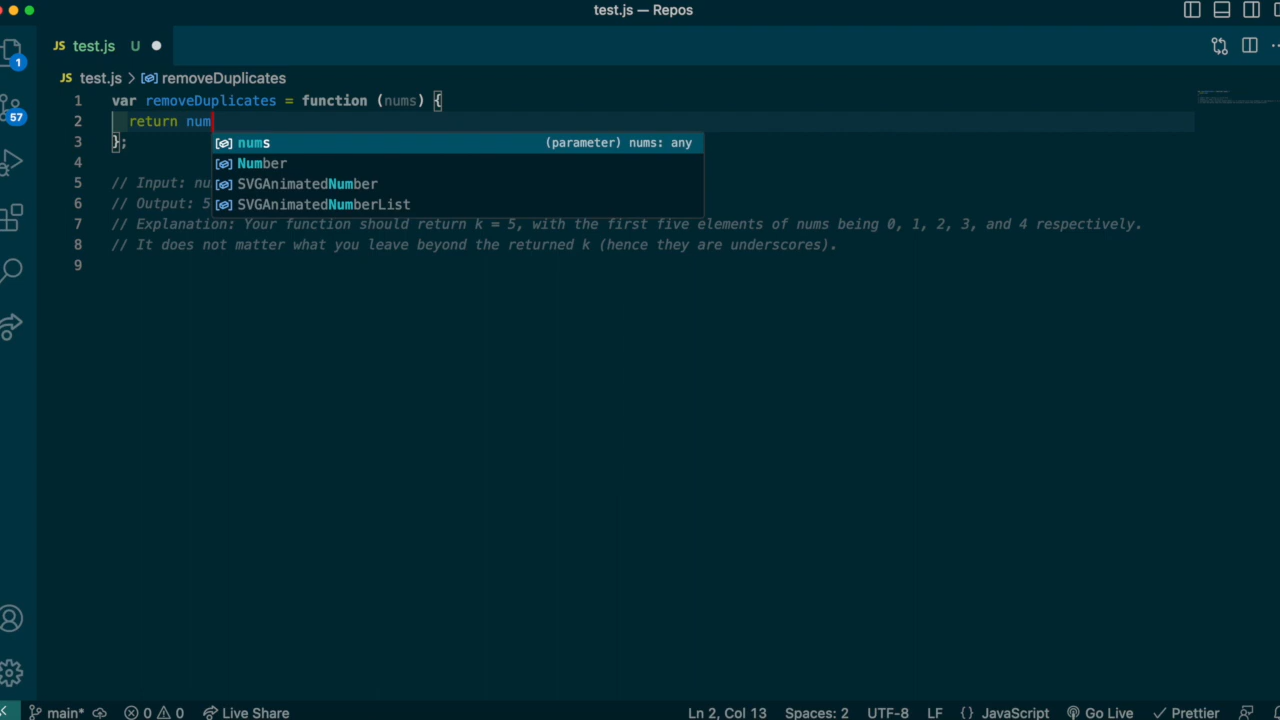 test.js — Repos
JS test.js U
JS test.js > removeDuplicates
1 var removeDuplicates = function (nums) {
2 return num
3 };
4
5 // Input: nu
6 // Output: 5
7 // Explanation: Your function should return k = 5, with the first five elements of nums being 0, 1, 2, 3, and 4 respectively.
8 // It does not matter what you leave beyond the returned k (hence they are underscores).
9
nums (parameter) nums: any
Number
SVGAnimatedNumber
SVGAnimatedNumberList
1
57
main* 0 0 Live Share Ln 2, Col 13 Spaces: 2 UTF-8 LF {} JavaScript Go Live Prettier